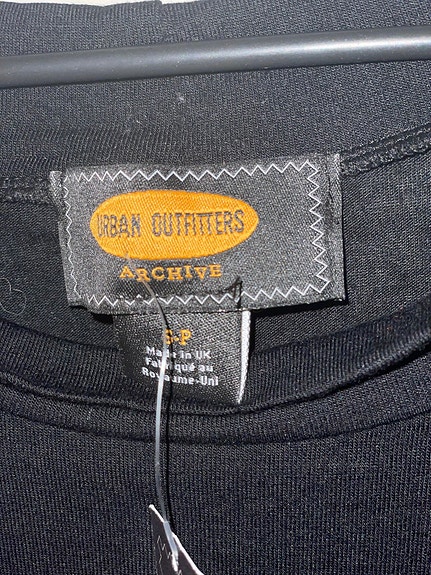 URBAN OUTFITTERS
ARCHIVE
S-P
Made in UK
Fabriqué au
Royaume-Uni